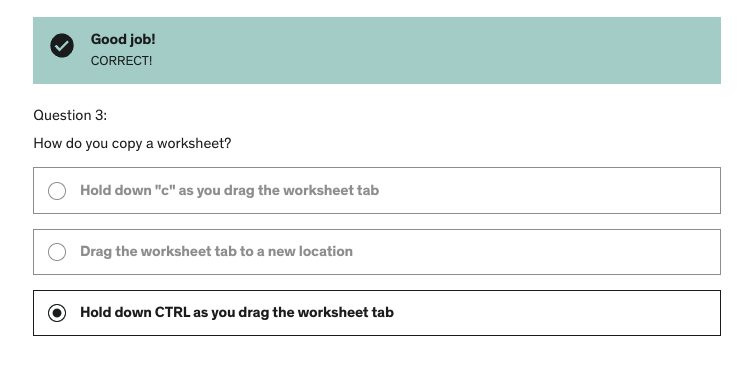 Good job!
CORRECT!
Question 3:
How do you copy a worksheet?
Hold down "c" as you drag the worksheet tab
Drag the worksheet tab to a new location
Hold down CTRL as you drag the worksheet tab